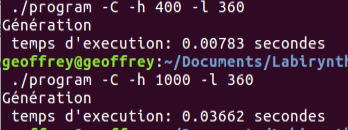 ./program -C -h 400 -l 360
Génération
temps d'execution: 0.00783 secondes
geoffrey@geoffrey:~/Documents/Labirynth
./program -C -h 1000 -l 360
Génération
temps d'execution: 0.03662 secondes